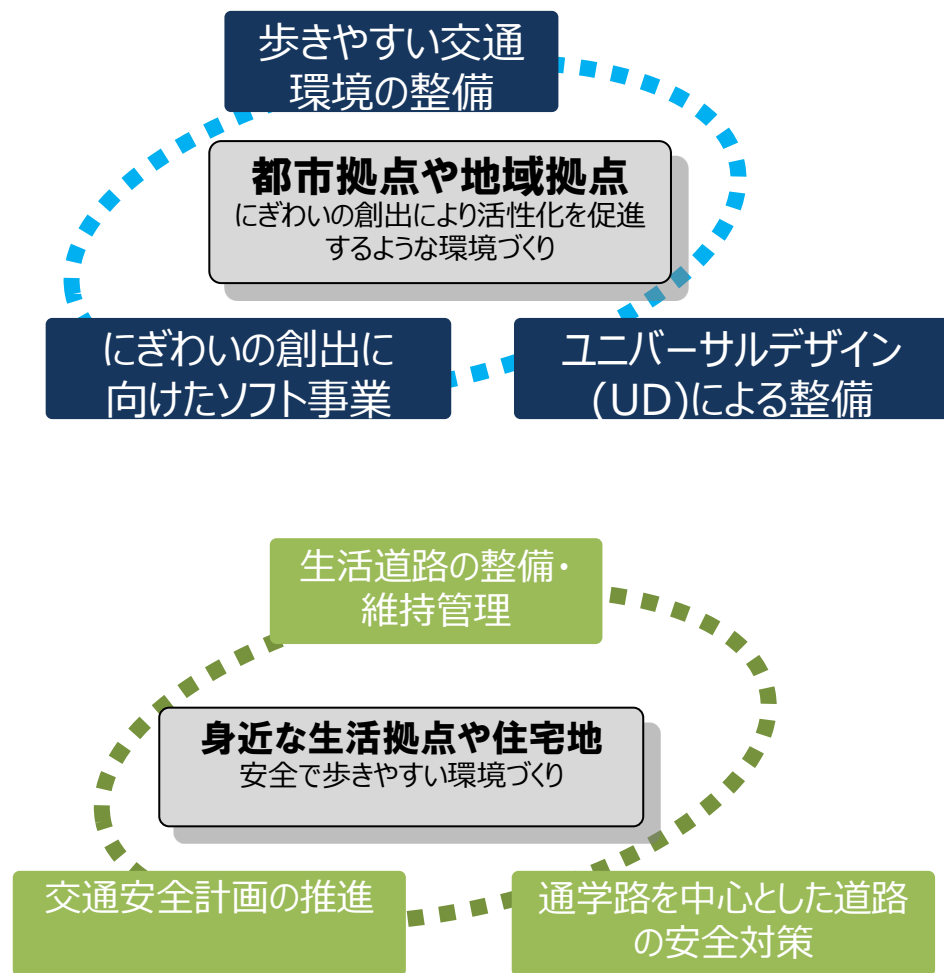 歩きやすい交通
環境の整備
都市拠点や地域拠点
にぎわいの創出により活性化を促進
するような環境づくり
にぎわいの創出に
向けたソフト事業
ユニバーサルデザイン
(UD)による整備
生活道路の整備・
維持管理
身近な生活拠点や住宅地
安全で歩きやすい環境づくり
交通安全計画の推進
通学路を中心とした道路
の安全対策